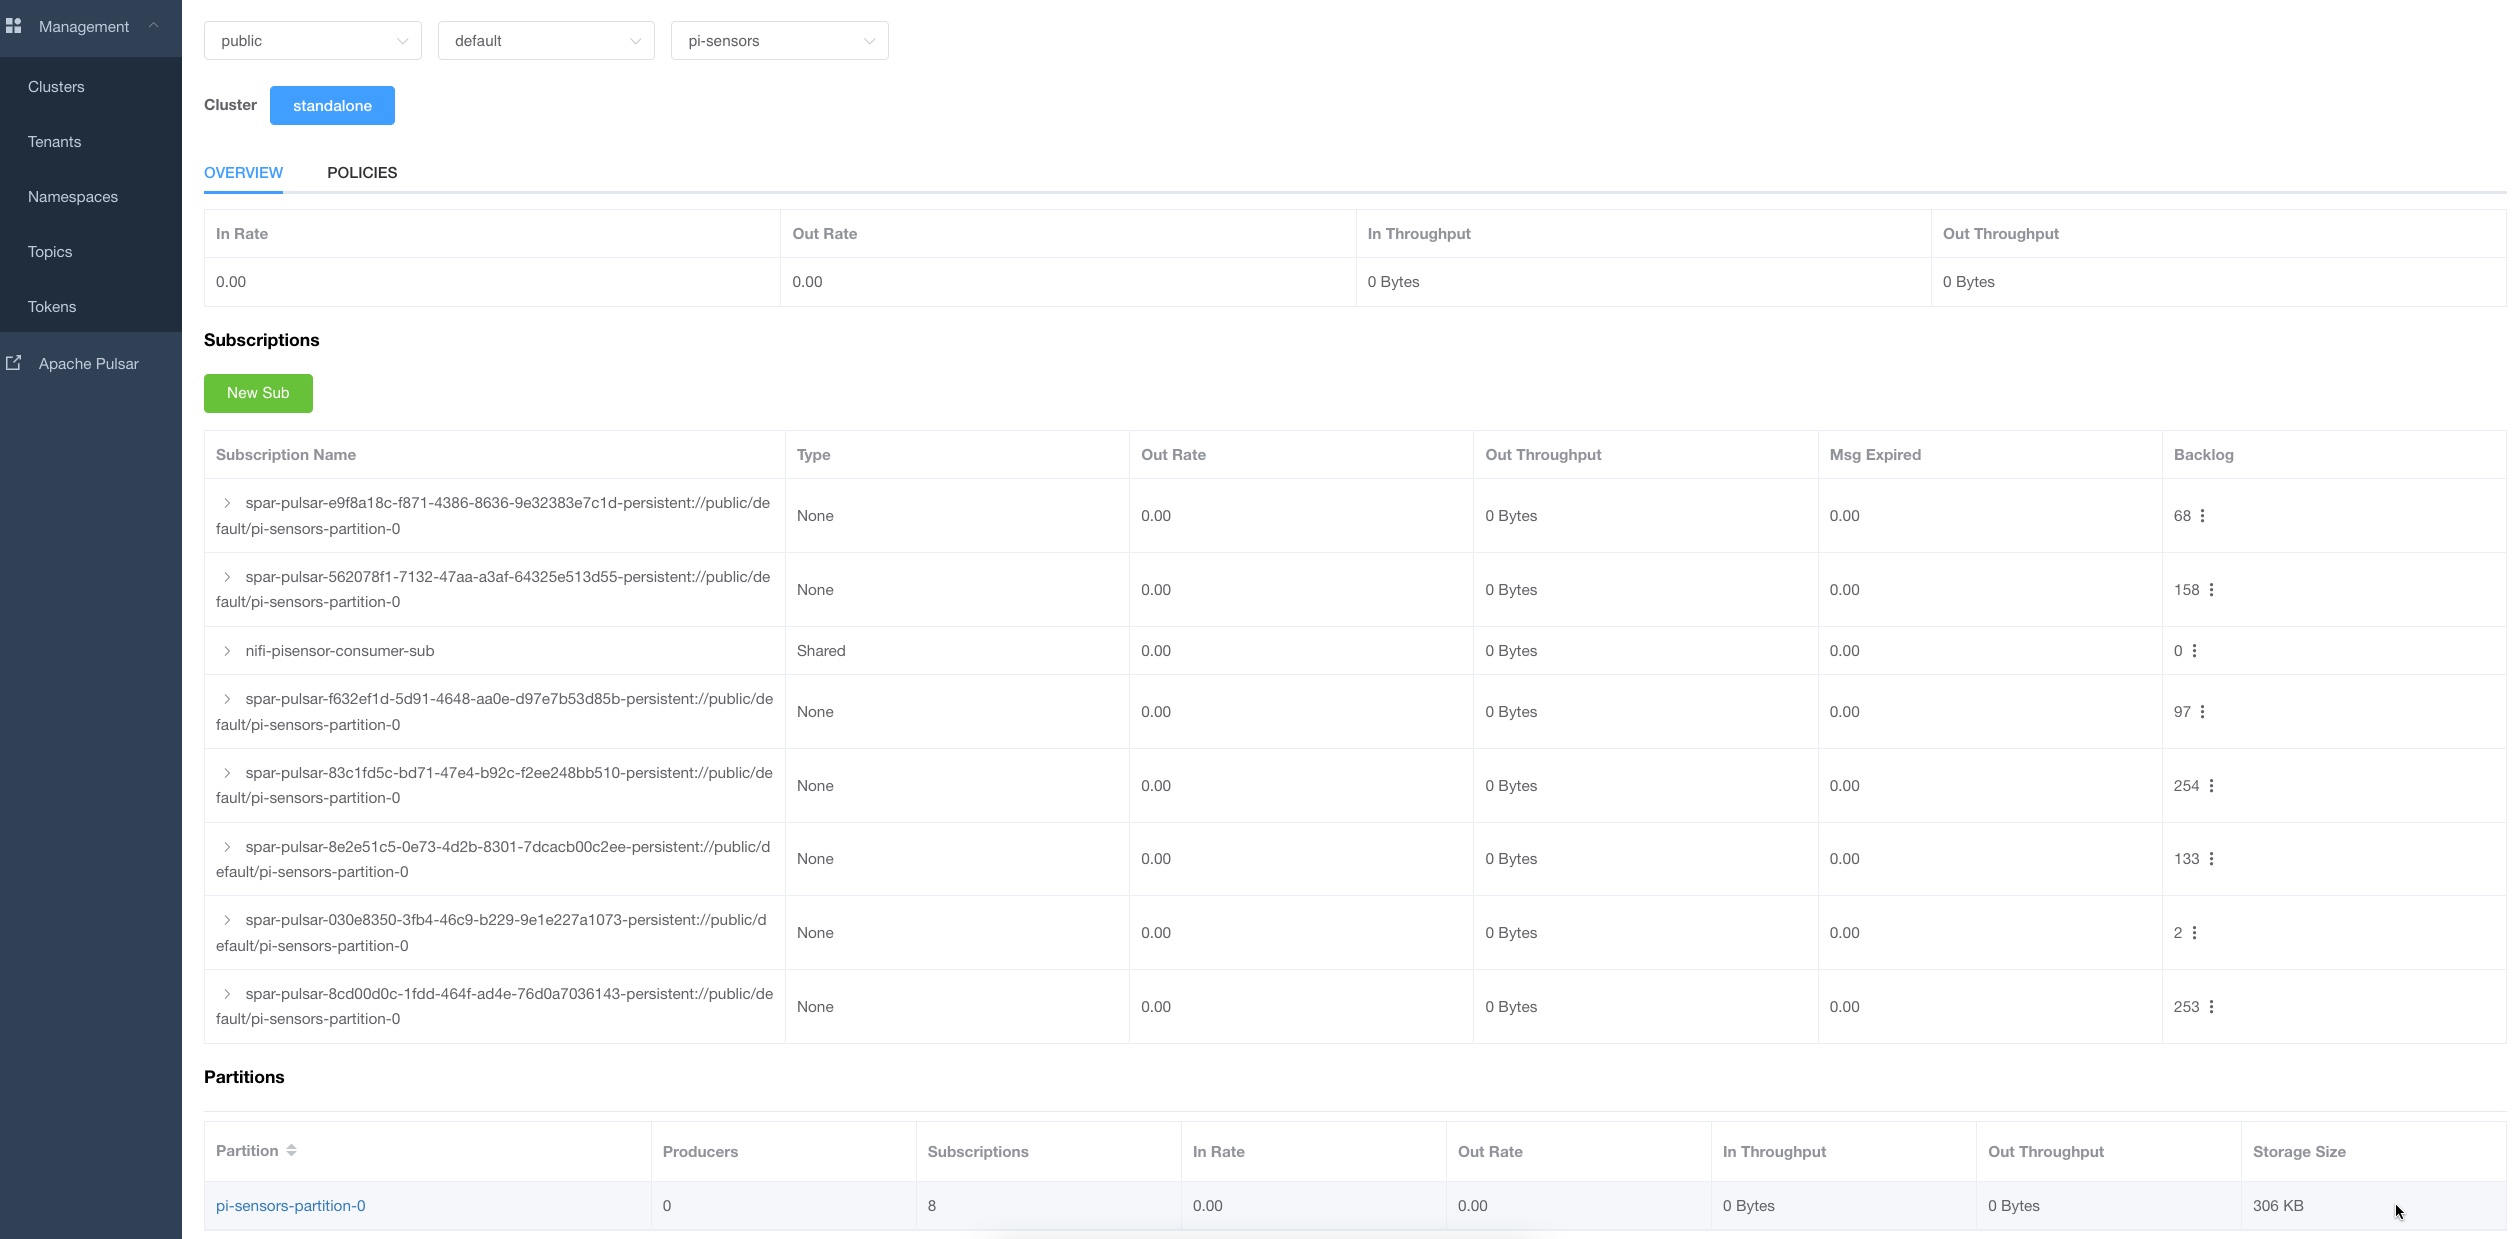 Management
Clusters
Tenants
Namespaces
Topics
Tokens
Apache Pulsar
public default pi-sensors
Cluster standalone
OVERVIEW POLICIES
In Rate Out Rate In Throughput Out Throughput
0.00 0.00 0 Bytes 0 Bytes
Subscriptions
New Sub
Subscription Name Type Out Rate Out Throughput Msg Expired Backlog
spar-pulsar-e9f8a18c-f871-4386-8636-9e32383e7c1d-persistent://public/de
fault/pi-sensors-partition-0
None 0.00 0 Bytes 0.00 68
spar-pulsar-562078f1-7132-47aa-a3af-64325e513d55-persistent://public/de
fault/pi-sensors-partition-0
None 0.00 0 Bytes 0.00 158
nifi-pisensor-consumer-sub Shared 0.00 0 Bytes 0.00 0
spar-pulsar-f632ef1d-5d91-4648-aa0e-d97e7b53d85b-persistent://public/de
fault/pi-sensors-partition-0
None 0.00 0 Bytes 0.00 97
spar-pulsar-83c1fd5c-bd71-47e4-b92c-f2ee248bb510-persistent://public/de
fault/pi-sensors-partition-0
None 0.00 0 Bytes 0.00 254
spar-pulsar-8e2e51c5-0e73-4d2b-8301-7dcacb00c2ee-persistent://public/d
efault/pi-sensors-partition-0
None 0.00 0 Bytes 0.00 133
spar-pulsar-030e8350-3fb4-46c9-b229-9e1e227a1073-persistent://public/d
efault/pi-sensors-partition-0
None 0.00 0 Bytes 0.00 2
spar-pulsar-8cd00d0c-1fdd-464f-ad4e-76d0a7036143-persistent://public/de
fault/pi-sensors-partition-0
None 0.00 0 Bytes 0.00 253
Partitions
Partition Producers Subscriptions In Rate Out Rate In Throughput Out Throughput Storage Size
pi-sensors-partition-0 0 8 0.00 0.00 0 Bytes 0 Bytes 306 KB